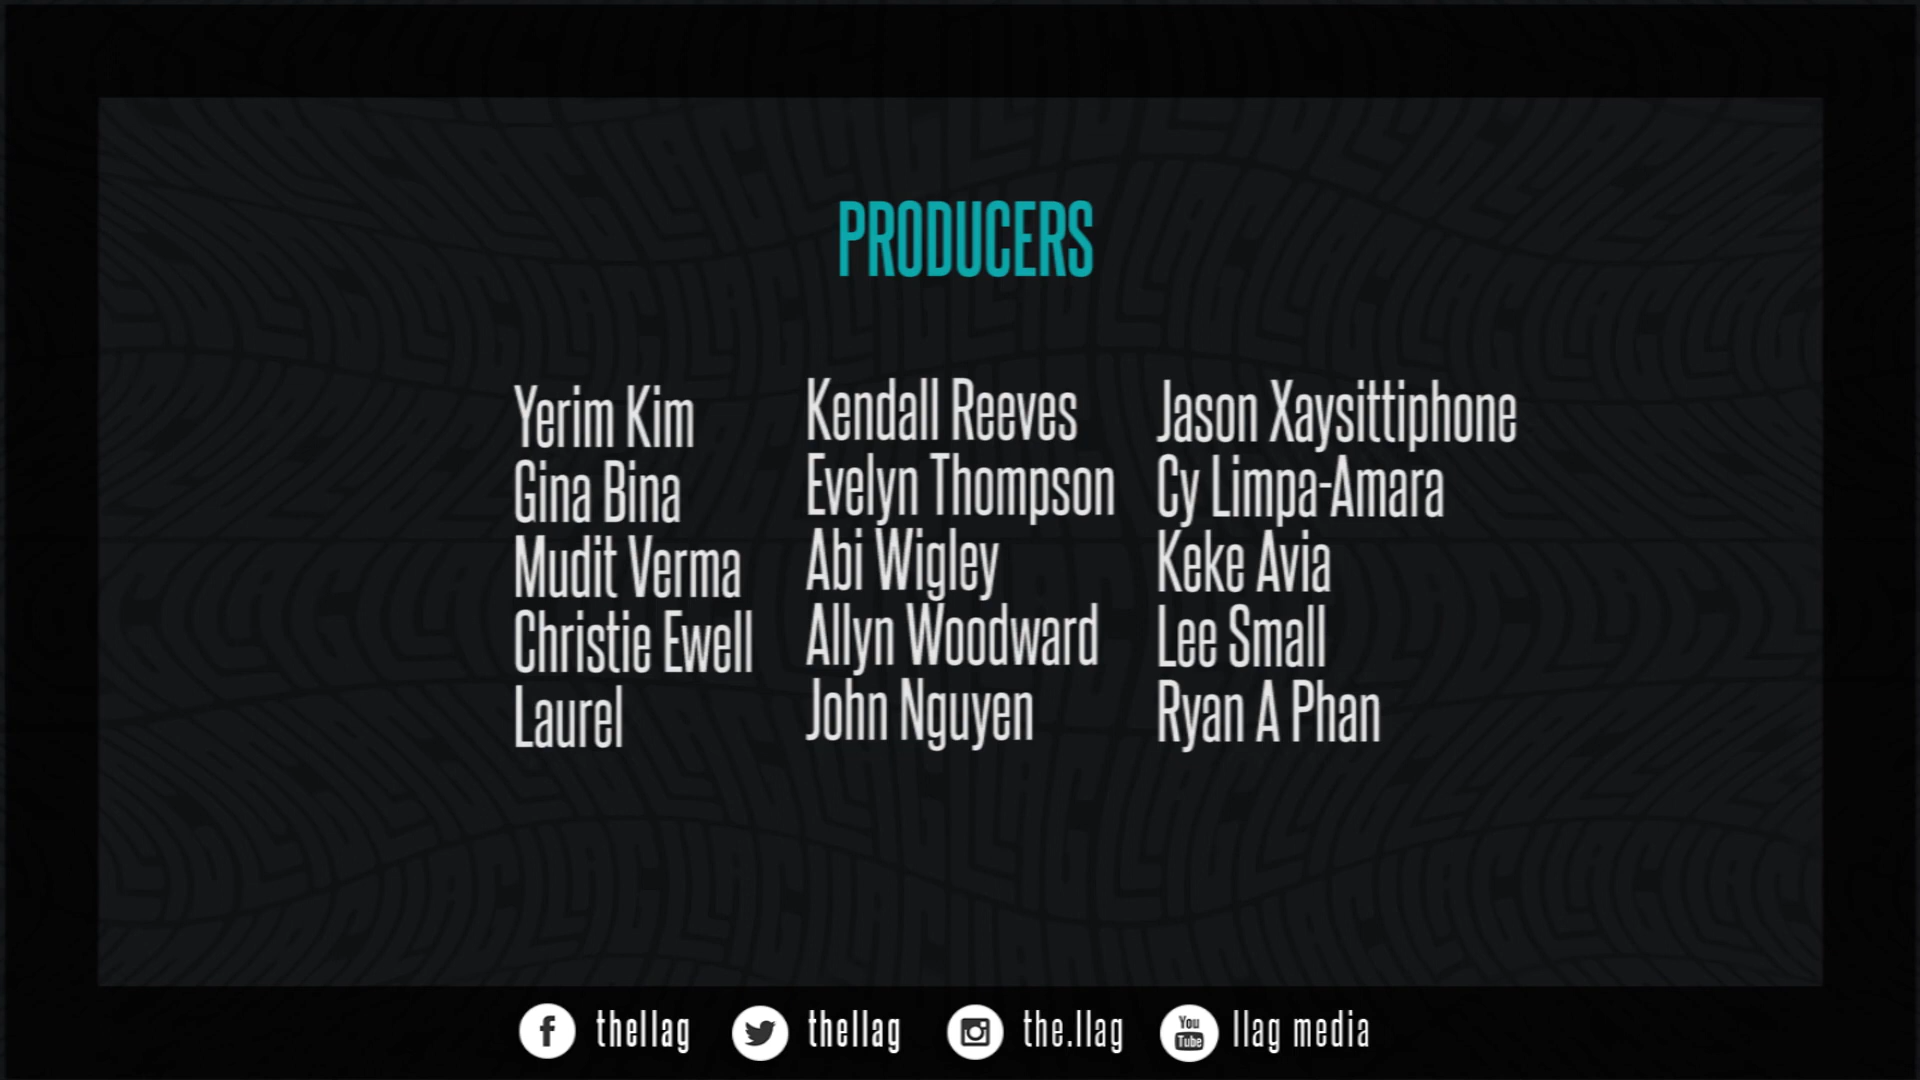 PRODUCERS
Yerim Kim
Gina Bina
Mudit Verma
Christie Ewell
Laurel
Kendall Reeves
Evelyn Thompson
Abi Wigley
Allyn Woodward
John Nguyen
Jason Xaysittiphone
Cy Limpa-Amara
Keke Avia
Lee Small
Ryan A Phan
f thellag
thellag
the.llag
You Tube llag media